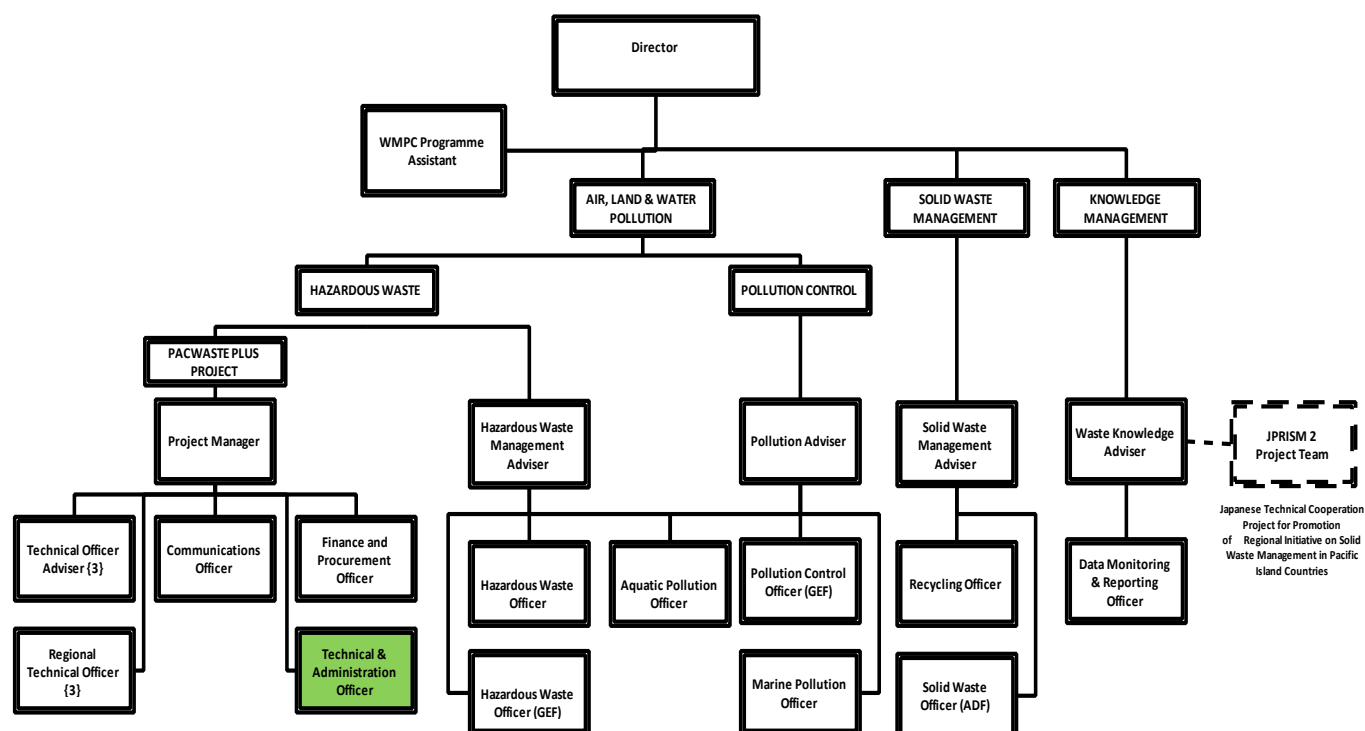 Director
WMPC Programme
Assistant
AIR, LAND & WATER
POLLUTION
SOLID WASTE
MANAGEMENT
KNOWLEDGE
MANAGEMENT
HAZARDOUS WASTE
POLLUTION CONTROL
PACWASTE PLUS
PROJECT
Project Manager
Hazardous Waste
Management
Adviser
Pollution Adviser
Solid Waste
Management
Adviser
Waste Knowledge
Adviser
JPRISM 2
Project Team
Japanese Technical Cooperation
Project for Promotion
of Regional Initiative on Solid
Waste Management in Pacific
Island Countries
Technical Officer
Adviser {3}
Communications
Officer
Finance and
Procurement
Officer
Hazardous Waste
Officer
Aquatic Pollution
Officer
Pollution Control
Officer (GEF)
Recycling Officer
Data Monitoring
& Reporting
Officer
Regional
Technical Officer
{3}
Technical &
Administration
Officer
Hazardous Waste
Officer (GEF)
Marine Pollution
Officer
Solid Waste
Officer (ADF)